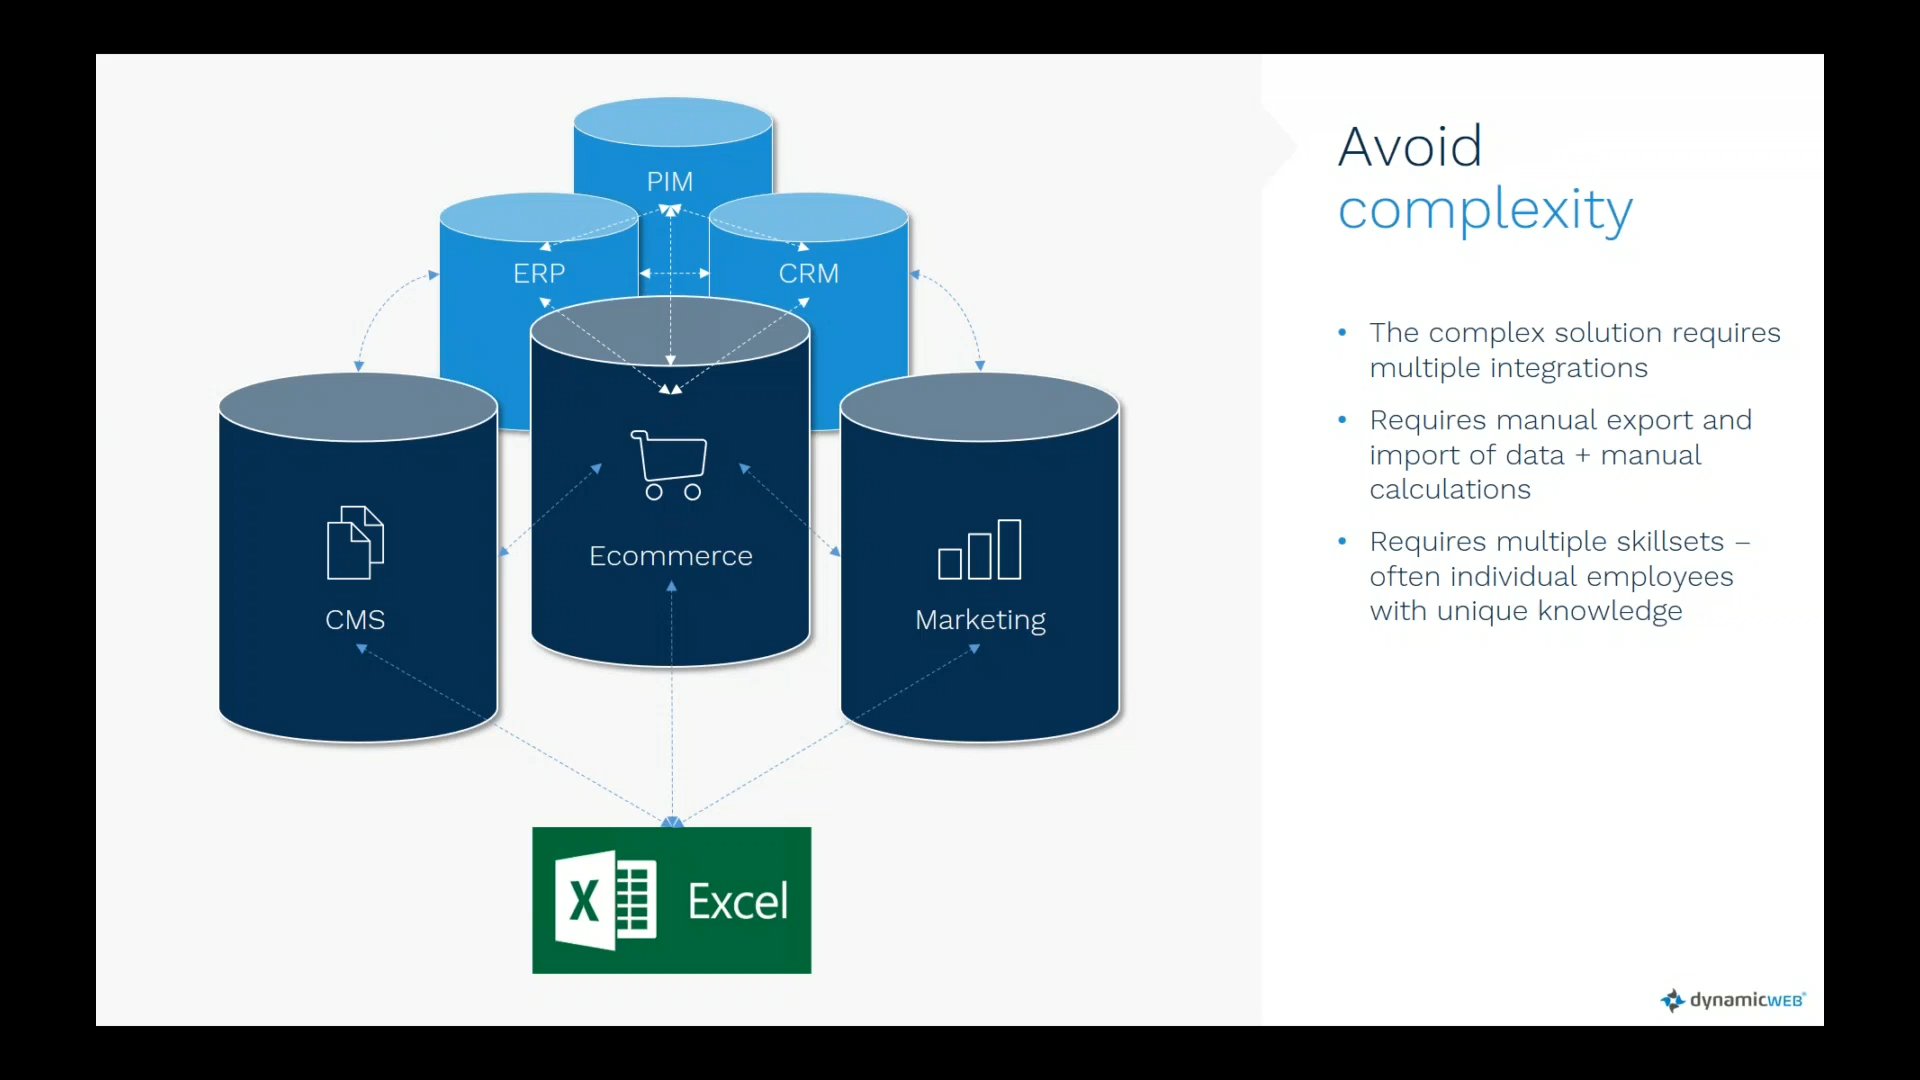 PIM
ERP
CRM
Ecommerce
CMS
Marketing
X
Excel
Avoid
complexity
• The complex solution requires
multiple integrations
• Requires manual export and
import of data + manual
calculations
• Requires multiple skillsets –
often individual employees
with unique knowledge
dynamicWEB®